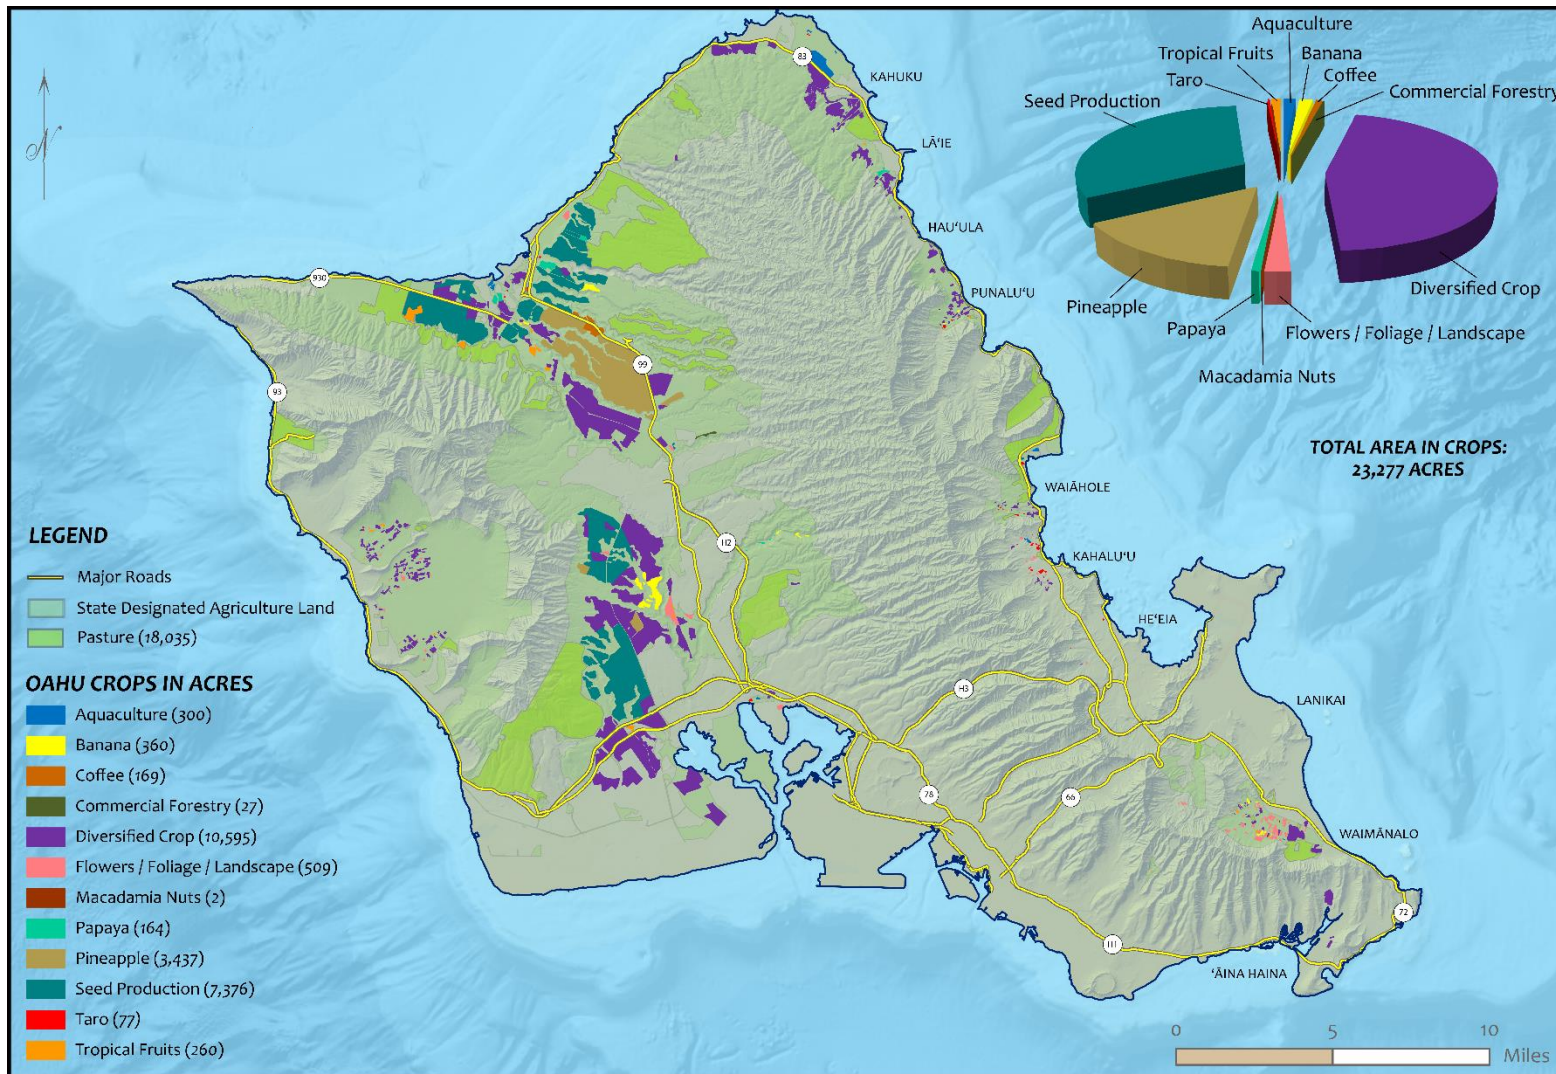 Aquaculture
Tropical Fruits
Banana
Taro
Coffee
Seed Production
Commercial Forestry
Pineapple
Diversified Crop
Papaya
Flowers / Foliage / Landscape
Macadamia Nuts
TOTAL AREA IN CROPS:
23,277 ACRES
N
83
KAHUKU
LĀ'IE
HAU'ULA
930
PUNALU'U
99
93
WAIĀHOLE
H2
KAHALU'U
HE'EIA
H3
LANIKAI
78
66
WAIMĀNALO
72
H1
'ĀINA HAINA
LEGEND
Major Roads
State Designated Agriculture Land
Pasture (18,035)
OAHU CROPS IN ACRES
Aquaculture (300)
Banana (360)
Coffee (169)
Commercial Forestry (27)
Diversified Crop (10,595)
Flowers / Foliage / Landscape (509)
Macadamia Nuts (2)
Papaya (164)
Pineapple (3,437)
Seed Production (7,376)
Taro (77)
Tropical Fruits (260)
0 5 10
Miles